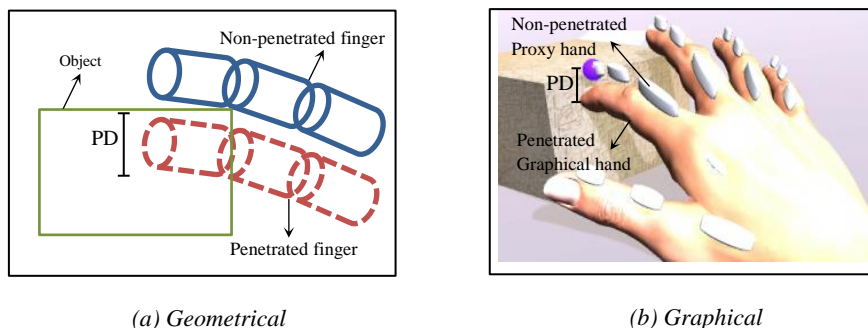 Non-penetrated finger
Object
PD
Penetrated finger
(a) Geometrical
Non-penetrated
Proxy hand
PD
Penetrated
Graphical hand
(b) Graphical